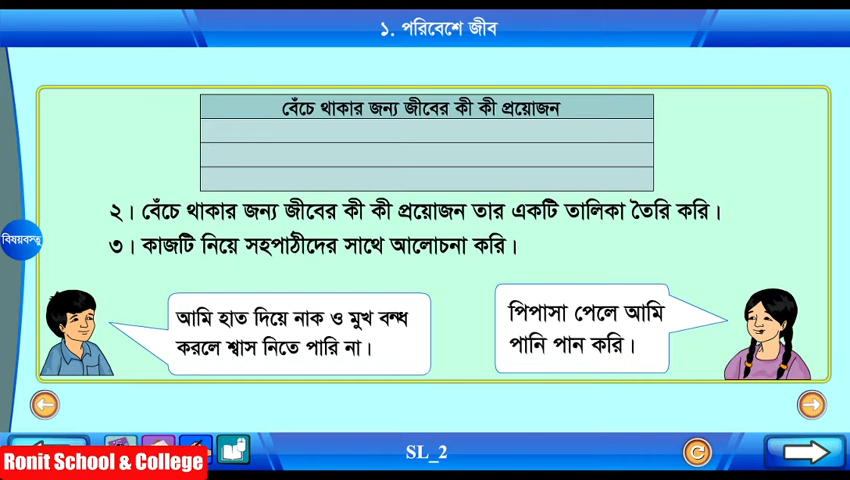 ১. পরিবেশে জীব
বেঁচে থাকার জন্য জীবের কী কী প্রয়োজন
২। বেঁচে থাকার জন্য জীবের কী কী প্রয়োজন তার একটি তালিকা তৈরি করি।
৩। কাজটি নিয়ে সহপাঠীদের সাথে আলোচনা করি।
বিষয়বস্তু
আমি হাত দিয়ে নাক ও মুখ বন্ধ
করলে শ্বাস নিতে পারি না।
পিপাসা পেলে আমি
পানি পান করি।
SL_2
Ronit School & College